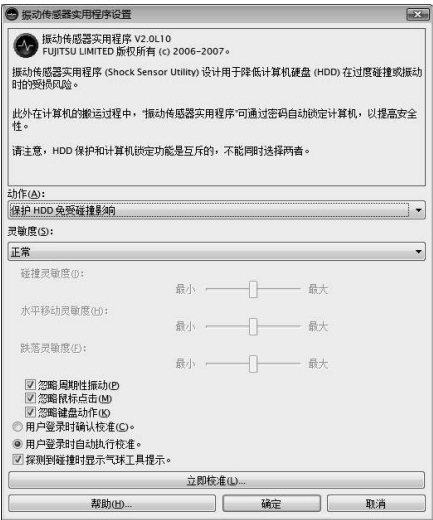 振动传感器实用程序设置
振动传感器实用程序 V2.0L10
FUJITSU LIMITED 版权所有 (c) 2006-2007。
振动传感器实用程序 (Shock Sensor Utility) 设计用于降低计算机硬盘 (HDD) 在过度碰撞或振动
时的受损风险。
此外在计算机的搬运过程中，“振动传感器实用程序”可通过密码自动锁定计算机，以提高安全
性。
请注意，HDD 保护和计算机锁定功能是互斥的，不能同时选择两者。
动作(A):
保护 HDD 免受碰撞影响
灵敏度(S):
正常
碰撞灵敏度(I):
最小 最大
水平移动灵敏度(H):
最小 最大
跌落灵敏度(F):
最小 最大
忽略周期性振动(P)
忽略鼠标点击(M)
忽略键盘动作(K)
用户登录时确认校准(C)。
用户登录时自动执行校准。
探测到碰撞时显示气球工具提示。
立即校准(L)...
帮助(H)... 确定 取消